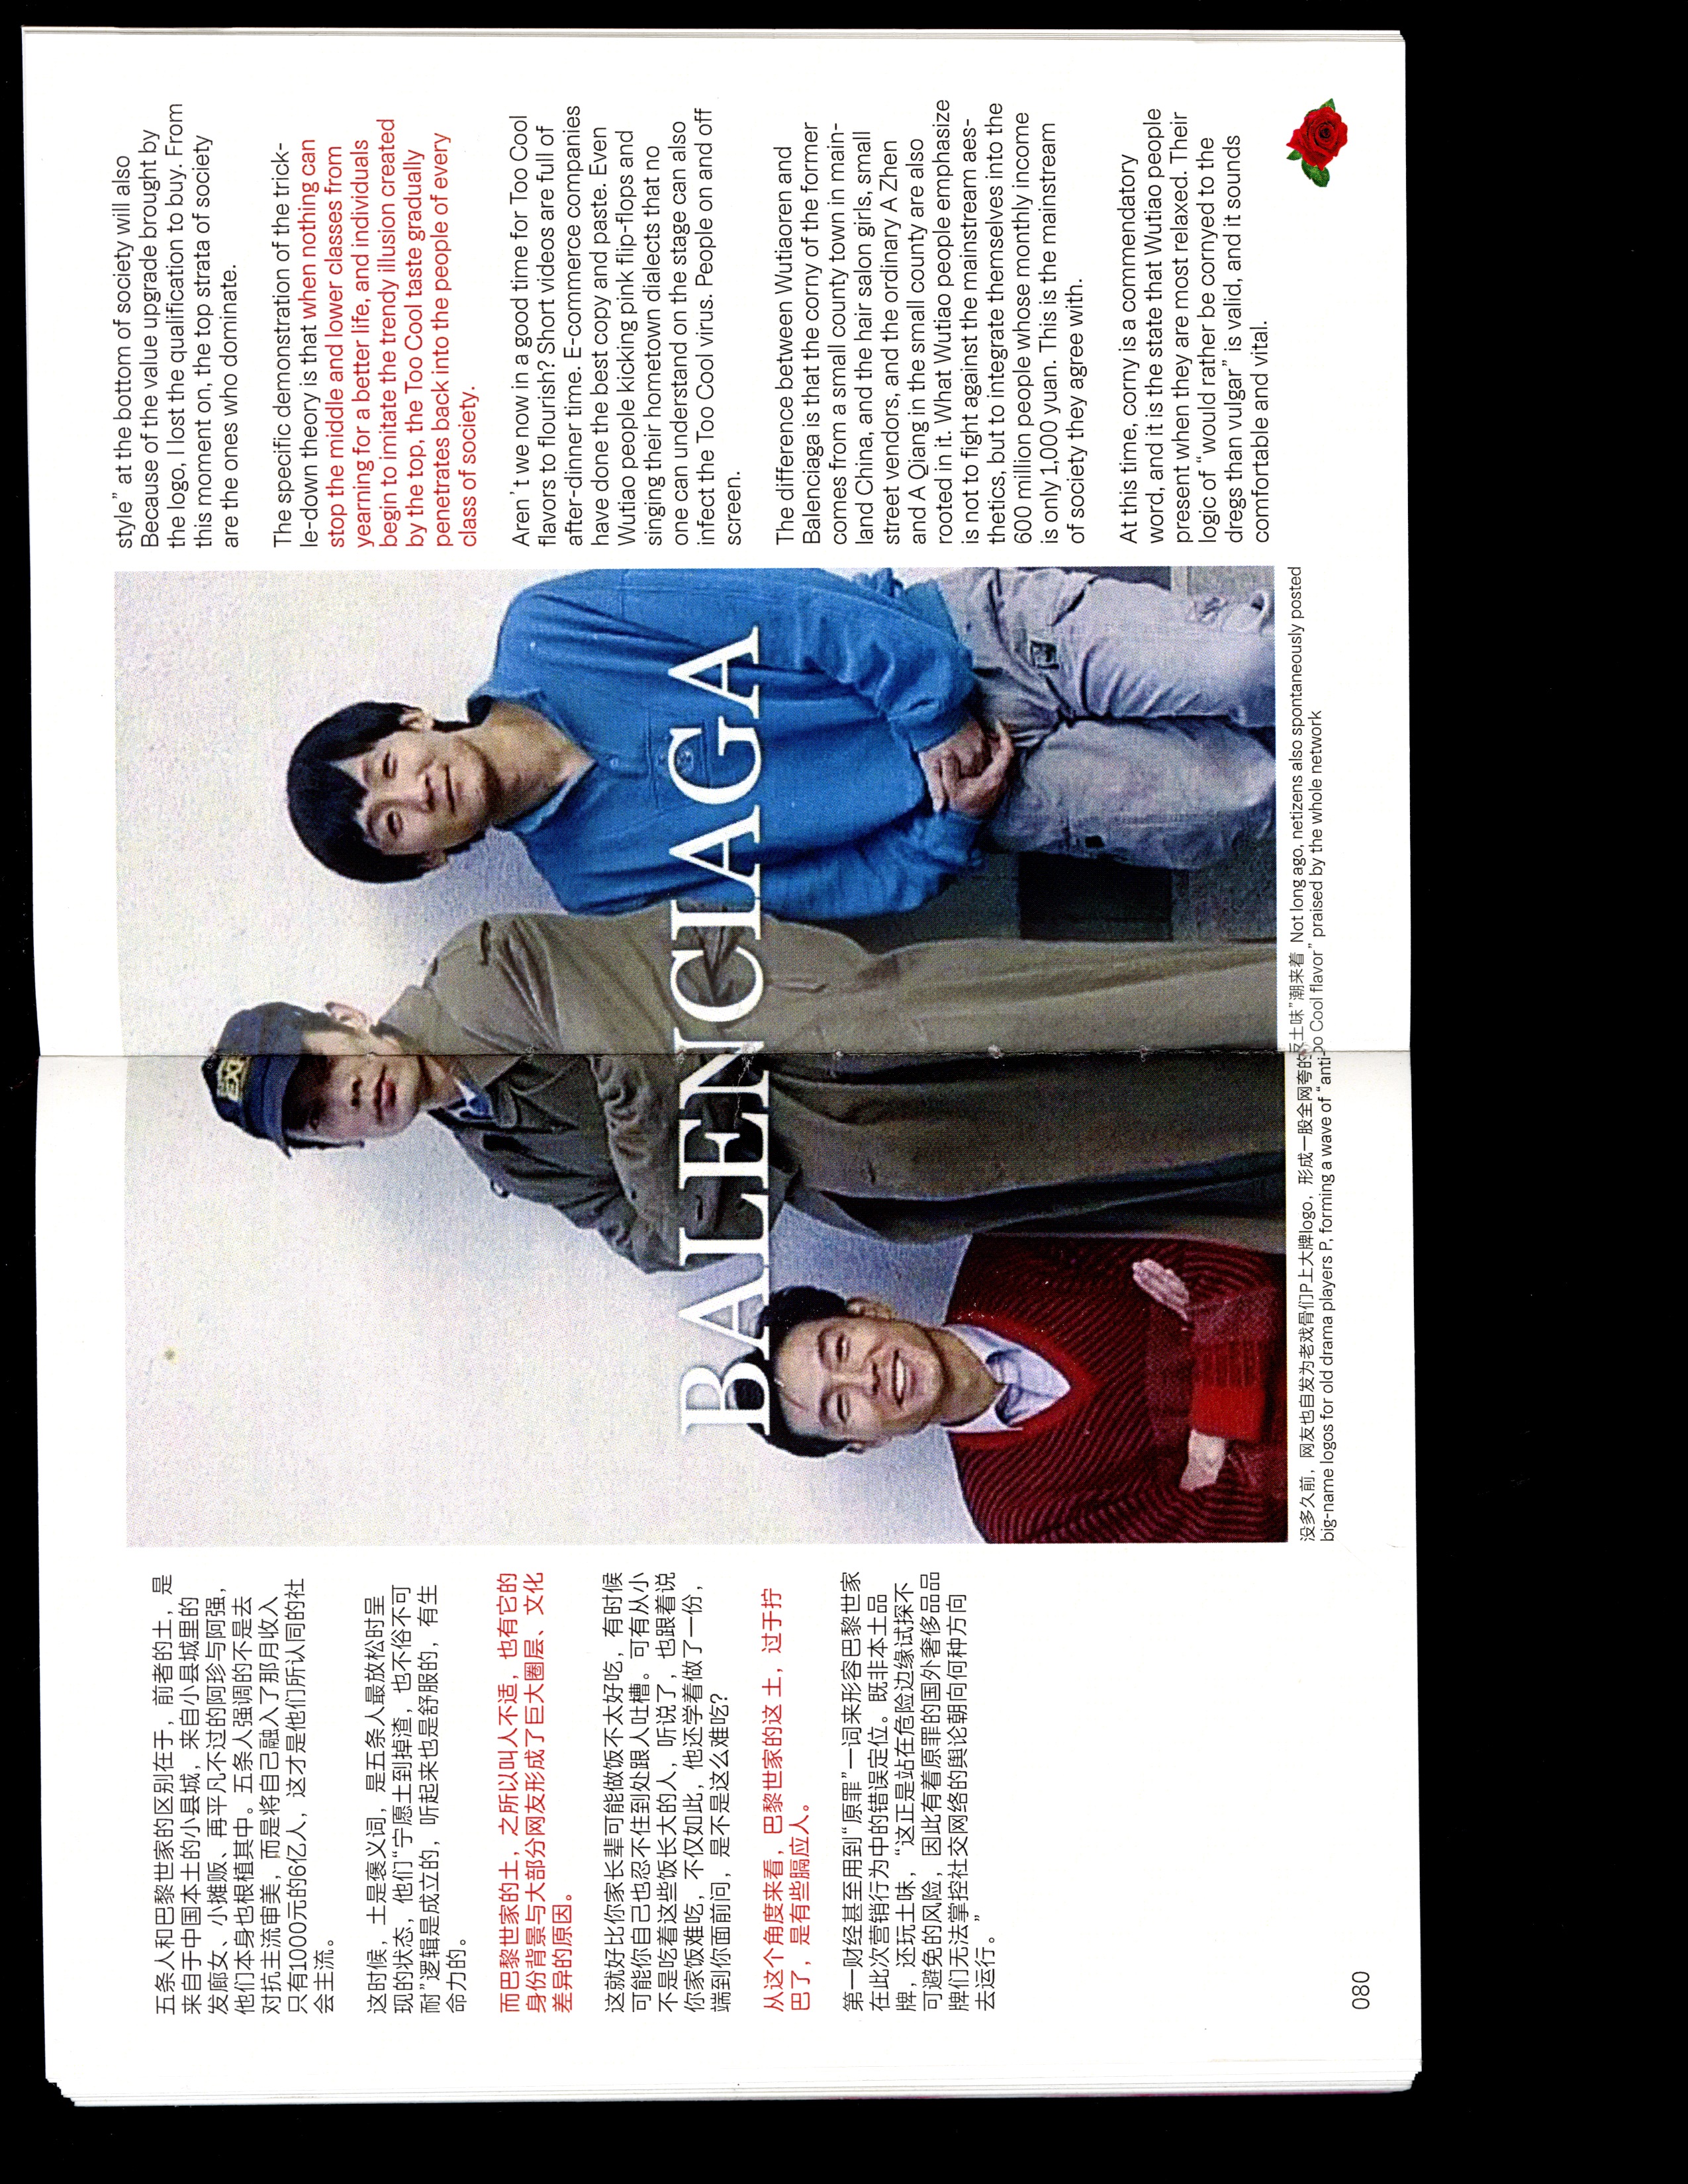 五条人和巴黎世家的区别在于，前者的土，是
来自于中国本土的小县城，来自小县城里的
发廊女、小摊贩、再平凡不过的阿珍与阿强，
他们本身也根植其中。五条人强调的不是去
对抗主流审美，而是将自己融入了那月收入
只有1000元的6亿人，这才是他们所认同的社
会主流。
这时候，土是褒义词，是五条人最放松时呈
现的状态，他们“宁愿土到掉渣，也不俗不可
耐”逻辑是成立的，听起来也是舒服的，有生
命力的。
而巴黎世家的土，之所以叫人不适，也有它的
身份背景与大部分网友形成了巨大圈层、文化
差异的原因。
这就好比你家长辈可能做饭不太好吃，有时候
可能你自己也忍不住到处跟人吐槽。可有从小
不是吃着这些饭长大的人，听说了，也跟着说
你家饭难吃，不仅如此，他还学着做了一份，
端到你面前问，是不是这么难吃?
从这个角度来看，巴黎世家的这 土，过于拧
巴了，是有些膈应人。
第一财经甚至用到“原罪”一词来形容巴黎世家
在此次营销行为中的错误定位。既非本土品
牌，还玩土味，“这正是站在危险边缘试探不
可避免的风险，因此有着原罪的国外奢侈品品
牌们无法掌控社交网络的舆论朝向何种方向
去运行。”
080
BALENCIAGA
没多久前，网友也自发为老戏骨们P上大牌logo，形成一股全网夸的反土味”潮来着 Not long ago, netizens also spontaneously posted
big-name logos for old drama players P, forming a wave of “anti-oo Cool flavor” praised by the whole network
style” at the bottom of society will also
Because of the value upgrade brought by
the logo, I lost the qualification to buy. From
this moment on, the top strata of society
are the ones who dominate.
The specific demonstration of the trick-
le-down theory is that when nothing can
stop the middle and lower classes from
yearning for a better life, and individuals
begin to imitate the trendy illusion created
by the top, the Too Cool taste gradually
penetrates back into the people of every
class of society.
Aren't we now in a good time for Too Cool
flavors to flourish? Short videos are full of
after-dinner time. E-commerce companies
have done the best copy and paste. Even
Wutiao people kicking pink flip-flops and
singing their hometown dialects that no
one can understand on the stage can also
infect the Too Cool virus. People on and off
screen.
The difference between Wutiaoren and
Balenciaga is that the corny of the former
comes from a small county town in main-
land China, and the hair salon girls, small
street vendors, and the ordinary A Zhen
and A Qiang in the small county are also
rooted in it. What Wutiao people emphasize
is not to fight against the mainstream aes-
thetics, but to integrate themselves into the
600 million people whose monthly income
is only 1,000 yuan. This is the mainstream
of society they agree with.
At this time, corny is a commendatory
word, and it is the state that Wutiao people
present when they are most relaxed. Their
logic of “would rather be cornyed to the
dregs than vulgar” is valid, and it sounds
comfortable and vital.